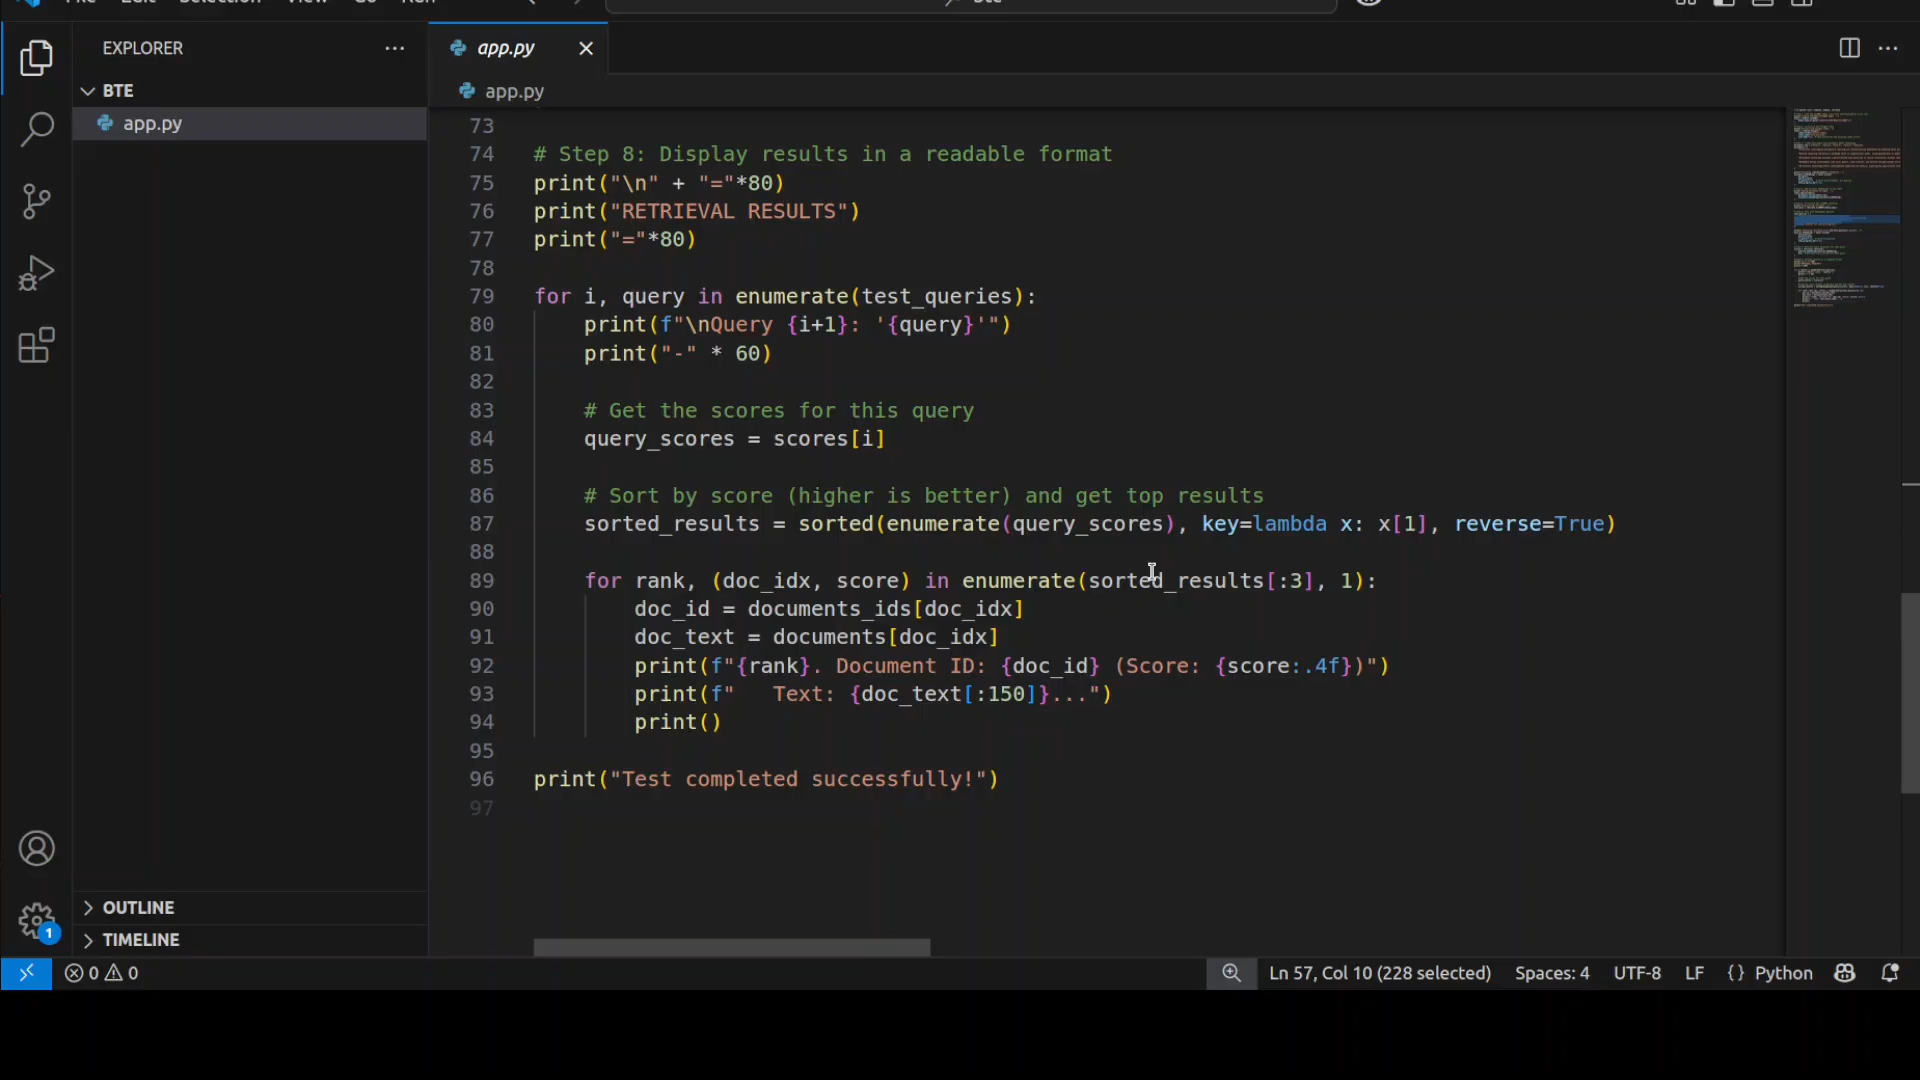 File Edit Selection View Go Run
EXPLORER
BTE
app.py
OUTLINE
TIMELINE
app.py
app.py
73
74 # Step 8: Display results in a readable format
75 print("\n" + "="*80)
76 print("RETRIEVAL RESULTS")
77 print("="*80)
78
79 for i, query in enumerate(test_queries):
80     print(f"\nQuery {i+1}: '{query}'")
81     print("-" * 60)
82
83     # Get the scores for this query
84     query_scores = scores[i]
85
86     # Sort by score (higher is better) and get top results
87     sorted_results = sorted(enumerate(query_scores), key=lambda x: x[1], reverse=True)
88
89     for rank, (doc_idx, score) in enumerate(sorted_results[:3], 1):
90         doc_id = documents_ids[doc_idx]
91         doc_text = documents[doc_idx]
92         print(f"{rank}. Document ID: {doc_id} (Score: {score:.4f})")
93         print(f"   Text: {doc_text[:150]}...")
94         print()
95
96 print("Test completed successfully!")
97
1
0 0
Ln 57, Col 10 (228 selected) Spaces: 4 UTF-8 LF {} Python